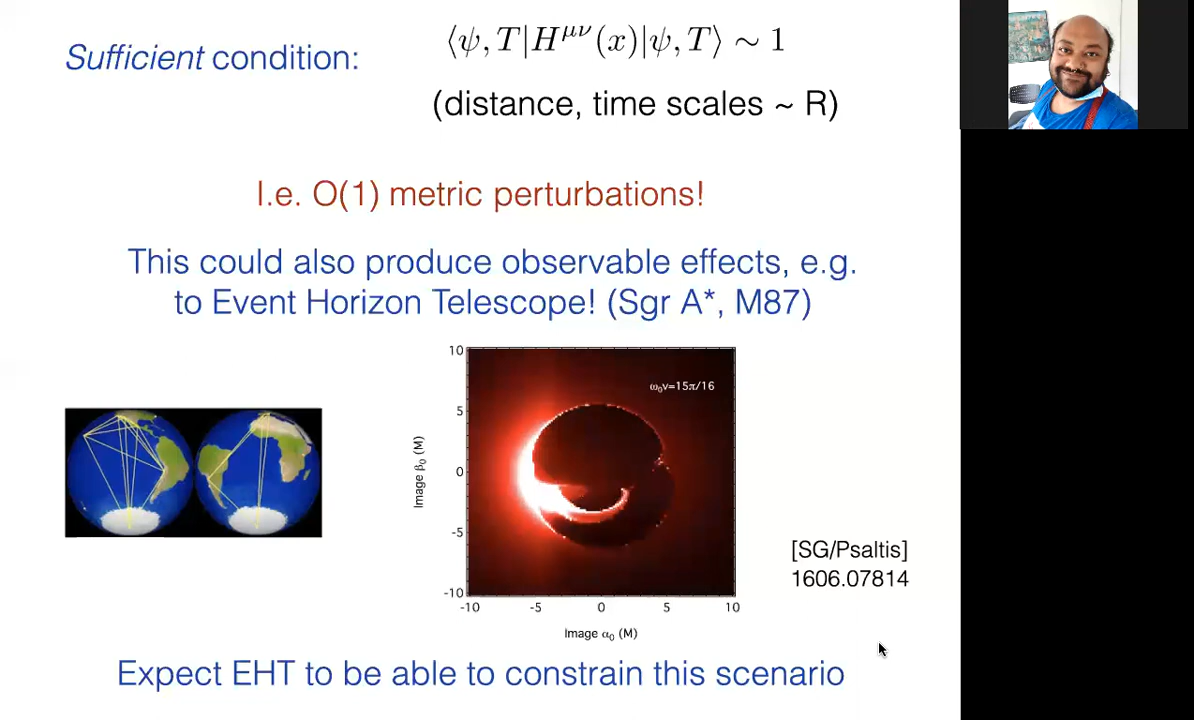 Sufficient condition:
⟨ψ, T|H^{μν}(x)|ψ, T⟩ ∼ 1
(distance, time scales ~ R)
I.e. O(1) metric perturbations!
This could also produce observable effects, e.g.
to Event Horizon Telescope! (Sgr A*, M87)
ω₀v=15π/16
10
5
0
-5
-10
Image β₀ (M)
-10 -5 0 5 10
Image α₀ (M)
[SG/Psaltis]
1606.07814
Expect EHT to be able to constrain this scenario